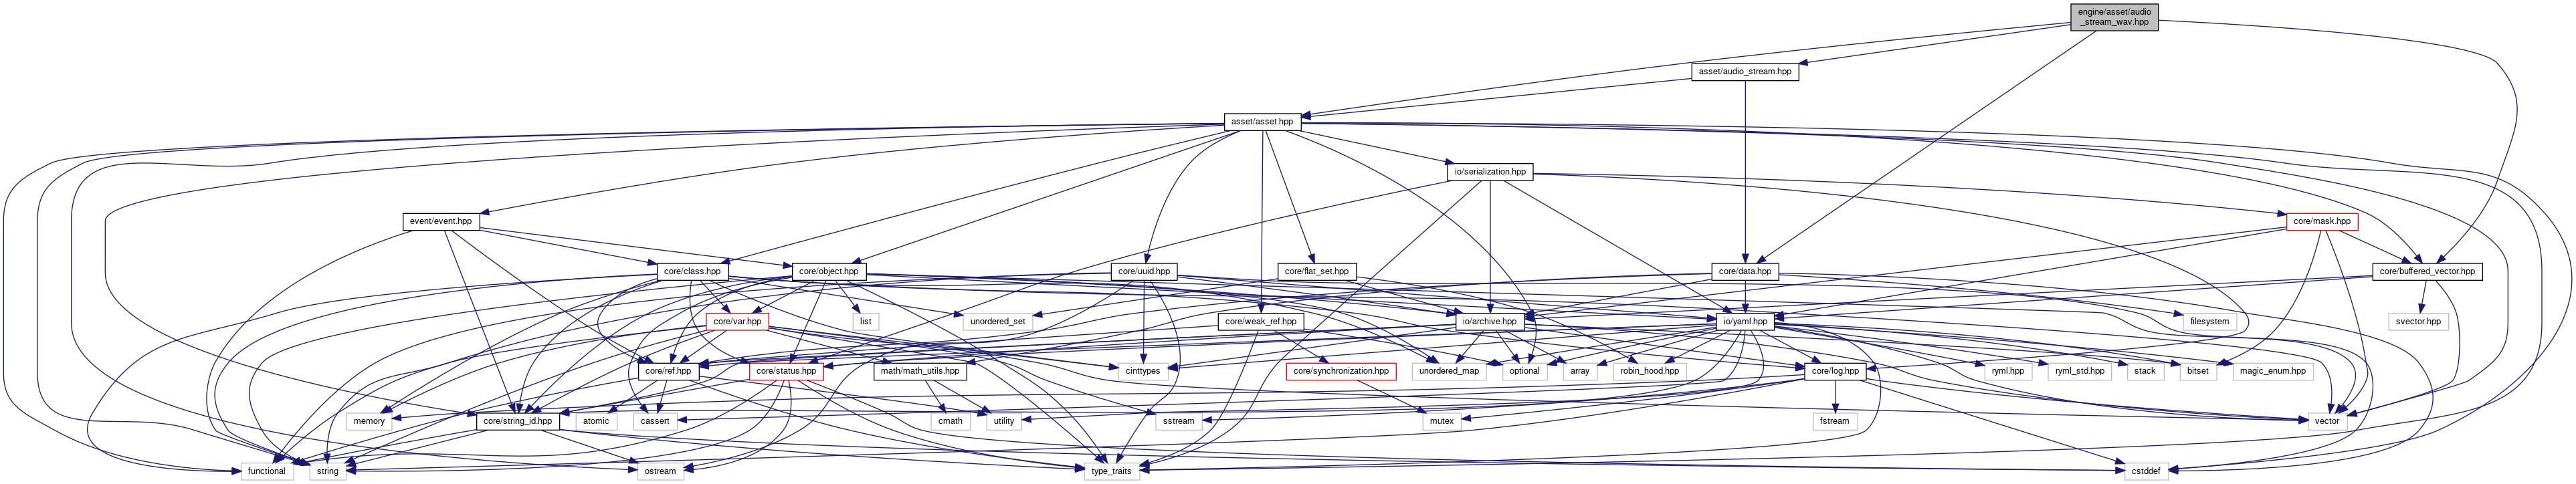 engine/asset/audio
_stream_wav.hpp
asset/audio_stream.hpp
asset/asset.hpp
io/serialization.hpp
event/event.hpp
core/mask.hpp
core/class.hpp
core/object.hpp
core/uuid.hpp
core/flat_set.hpp
core/data.hpp
core/buffered_vector.hpp
core/var.hpp
list
unordered_set
core/weak_ref.hpp
io/archive.hpp
io/yaml.hpp
filesystem
svector.hpp
core/ref.hpp
core/status.hpp
math/math_utils.hpp
cinttypes
core/synchronization.hpp
unordered_map
optional
array
robin_hood.hpp
core/log.hpp
ryml.hpp
ryml_std.hpp
stack
bitset
magic_enum.hpp
memory
core/string_id.hpp
atomic
cassert
cmath
utility
sstream
mutex
fstream
vector
functional
string
ostream
type_traits
cstddef